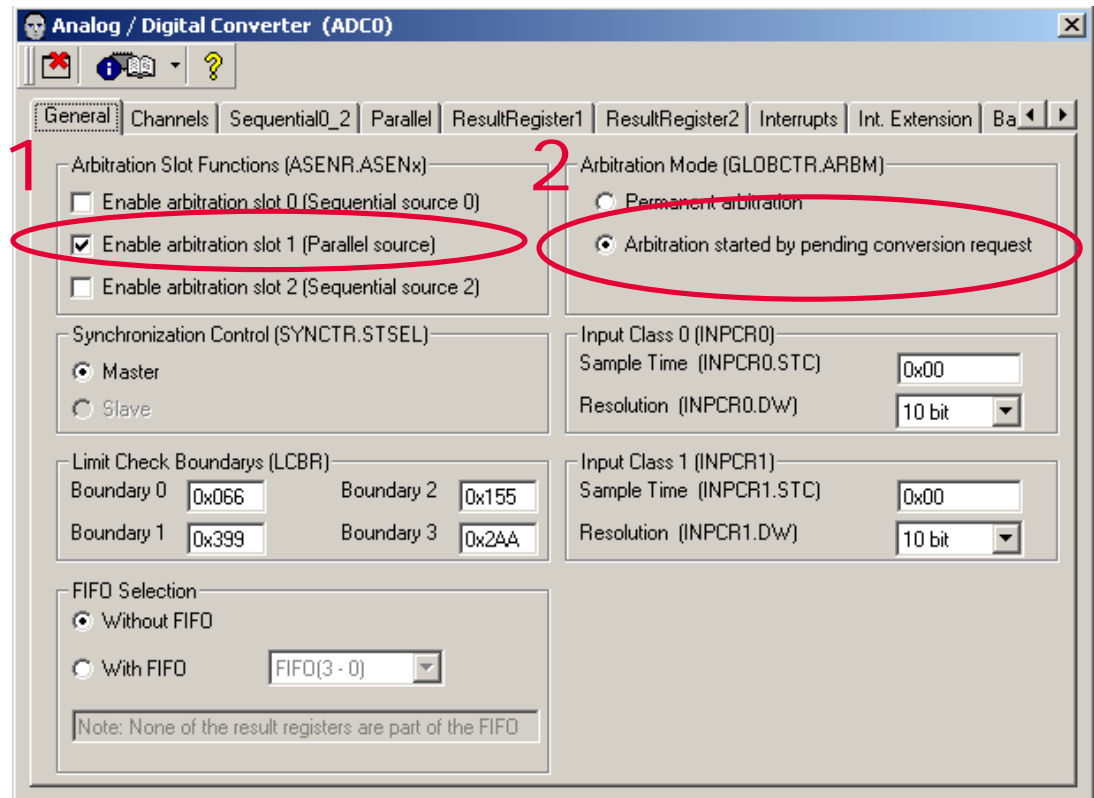 Analog / Digital Converter (ADC0)
General Channels Sequential0_2 Parallel ResultRegister1 ResultRegister2 Interrupts Int. Extension Ba
1
Arbitration Slot Functions (ASENR.ASENx)
Enable arbitration slot 0 (Sequential source 0)
Enable arbitration slot 1 (Parallel source)
Enable arbitration slot 2 (Sequential source 2)
2
Arbitration Mode (GLOBCTR.ARBM)
Permanent arbitration
Arbitration started by pending conversion request
Synchronization Control (SYNCTR.STSEL)
Master
Slave
Input Class 0 (INPCR0)
Sample Time (INPCR0.STC) 0x00
Resolution (INPCR0.DW) 10 bit
Limit Check Boundarys (LCBR)
Boundary 0 0x066 Boundary 2 0x155
Boundary 1 0x399 Boundary 3 0x2AA
Input Class 1 (INPCR1)
Sample Time (INPCR1.STC) 0x00
Resolution (INPCR1.DW) 10 bit
FIFO Selection
Without FIFO
With FIFO FIFO(3 - 0)
Note: None of the result registers are part of the FIFO